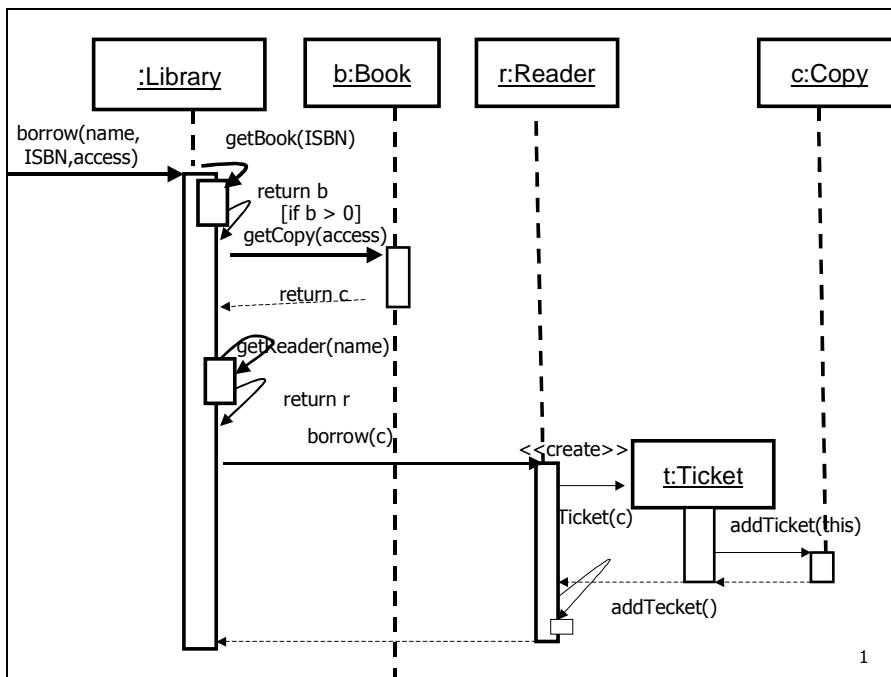 :Library
b:Book
r:Reader
c:Copy
borrow(name,
ISBN,access)
getBook(ISBN)
return b
[if b > 0]
getCopy(access)
return c
getReader(name)
return r
borrow(c)
<<create>>
t:Ticket
Ticket(c)
addTicket(this)
addTecket()
1